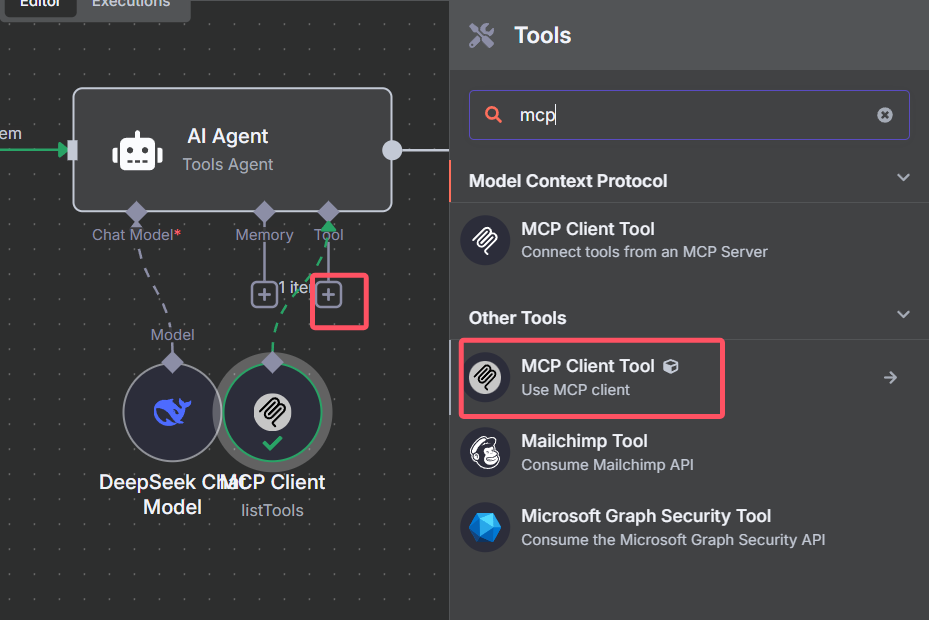 Editor
Executions
em
AI Agent
Tools Agent
Chat Model*
Memory
Tool
1 ite
Model
DeepSeek Chat
Model
MCP Client
listTools
Tools
mcp
Model Context Protocol
MCP Client Tool
Connect tools from an MCP Server
Other Tools
MCP Client Tool
Use MCP client
Mailchimp Tool
Consume Mailchimp API
Microsoft Graph Security Tool
Consume the Microsoft Graph Security API